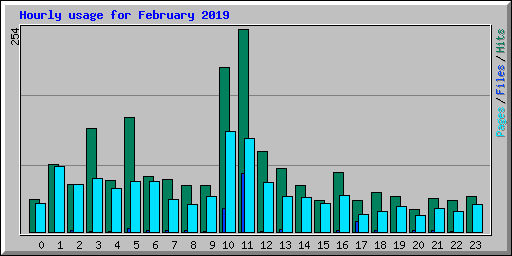 Hourly usage for February 2019
254
Pages / Files / Hits
0 1 2 3 4 5 6 7 8 9 10 11 12 13 14 15 16 17 18 19 20 21 22 23